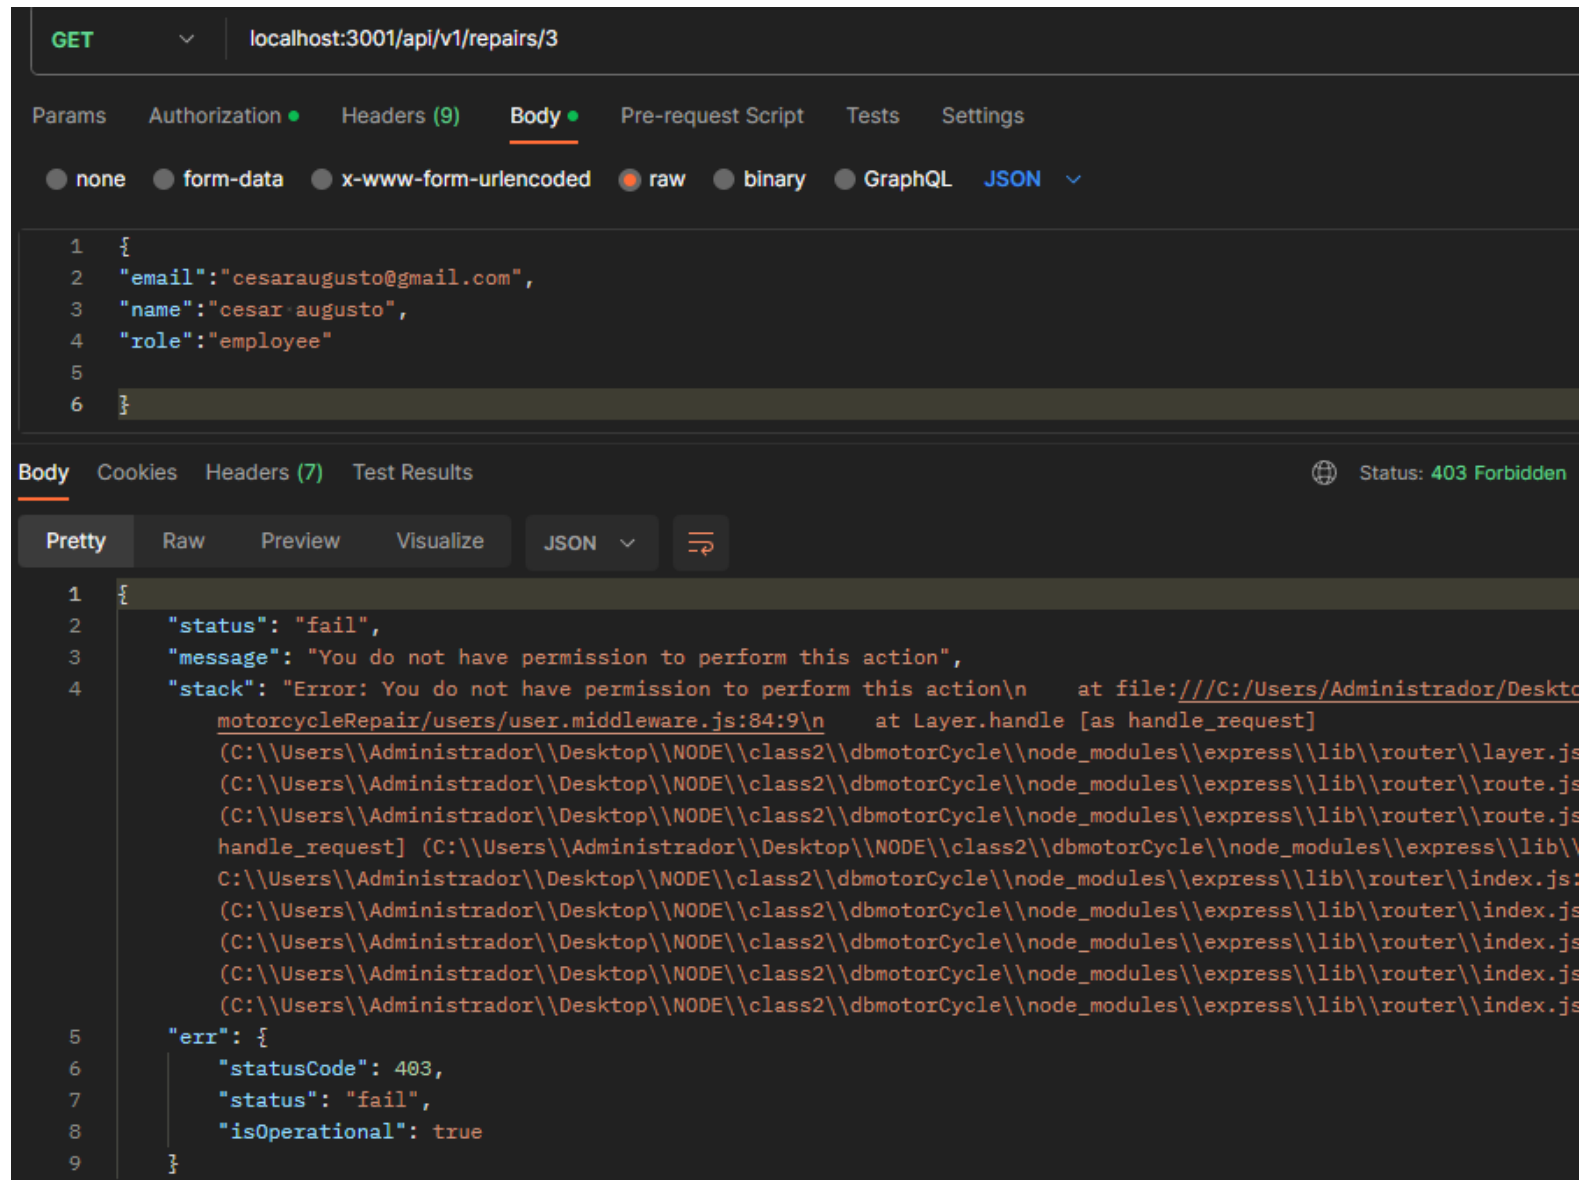 GET localhost:3001/api/v1/repairs/3
Params Authorization Headers (9) Body Pre-request Script Tests Settings
none form-data x-www-form-urlencoded raw binary GraphQL JSON
1 {
2 "email":"cesaraugusto@gmail.com",
3 "name":"cesar augusto",
4 "role":"employee"
5
6 }
Body Cookies Headers (7) Test Results Status: 403 Forbidden
Pretty Raw Preview Visualize JSON
1 {
2 "status": "fail",
3 "message": "You do not have permission to perform this action",
4 "stack": "Error: You do not have permission to perform this action\n    at file:///C:/Users/Administrador/Deskto
motorcycleRepair/users/user.middleware.js:84:9\n    at Layer.handle [as handle_request]
(C:\\Users\\Administrador\\Desktop\\NODE\\class2\\dbmotorCycle\\node_modules\\express\\lib\\router\\layer.js
(C:\\Users\\Administrador\\Desktop\\NODE\\class2\\dbmotorCycle\\node_modules\\express\\lib\\router\\route.js
(C:\\Users\\Administrador\\Desktop\\NODE\\class2\\dbmotorCycle\\node_modules\\express\\lib\\router\\route.js
handle_request] (C:\\Users\\Administrador\\Desktop\\NODE\\class2\\dbmotorCycle\\node_modules\\express\\lib\\
C:\\Users\\Administrador\\Desktop\\NODE\\class2\\dbmotorCycle\\node_modules\\express\\lib\\router\\index.js:
(C:\\Users\\Administrador\\Desktop\\NODE\\class2\\dbmotorCycle\\node_modules\\express\\lib\\router\\index.js
(C:\\Users\\Administrador\\Desktop\\NODE\\class2\\dbmotorCycle\\node_modules\\express\\lib\\router\\index.js
(C:\\Users\\Administrador\\Desktop\\NODE\\class2\\dbmotorCycle\\node_modules\\express\\lib\\router\\index.js
(C:\\Users\\Administrador\\Desktop\\NODE\\class2\\dbmotorCycle\\node_modules\\express\\lib\\router\\index.js
5 "err": {
6 "statusCode": 403,
7 "status": "fail",
8 "isOperational": true
9 }